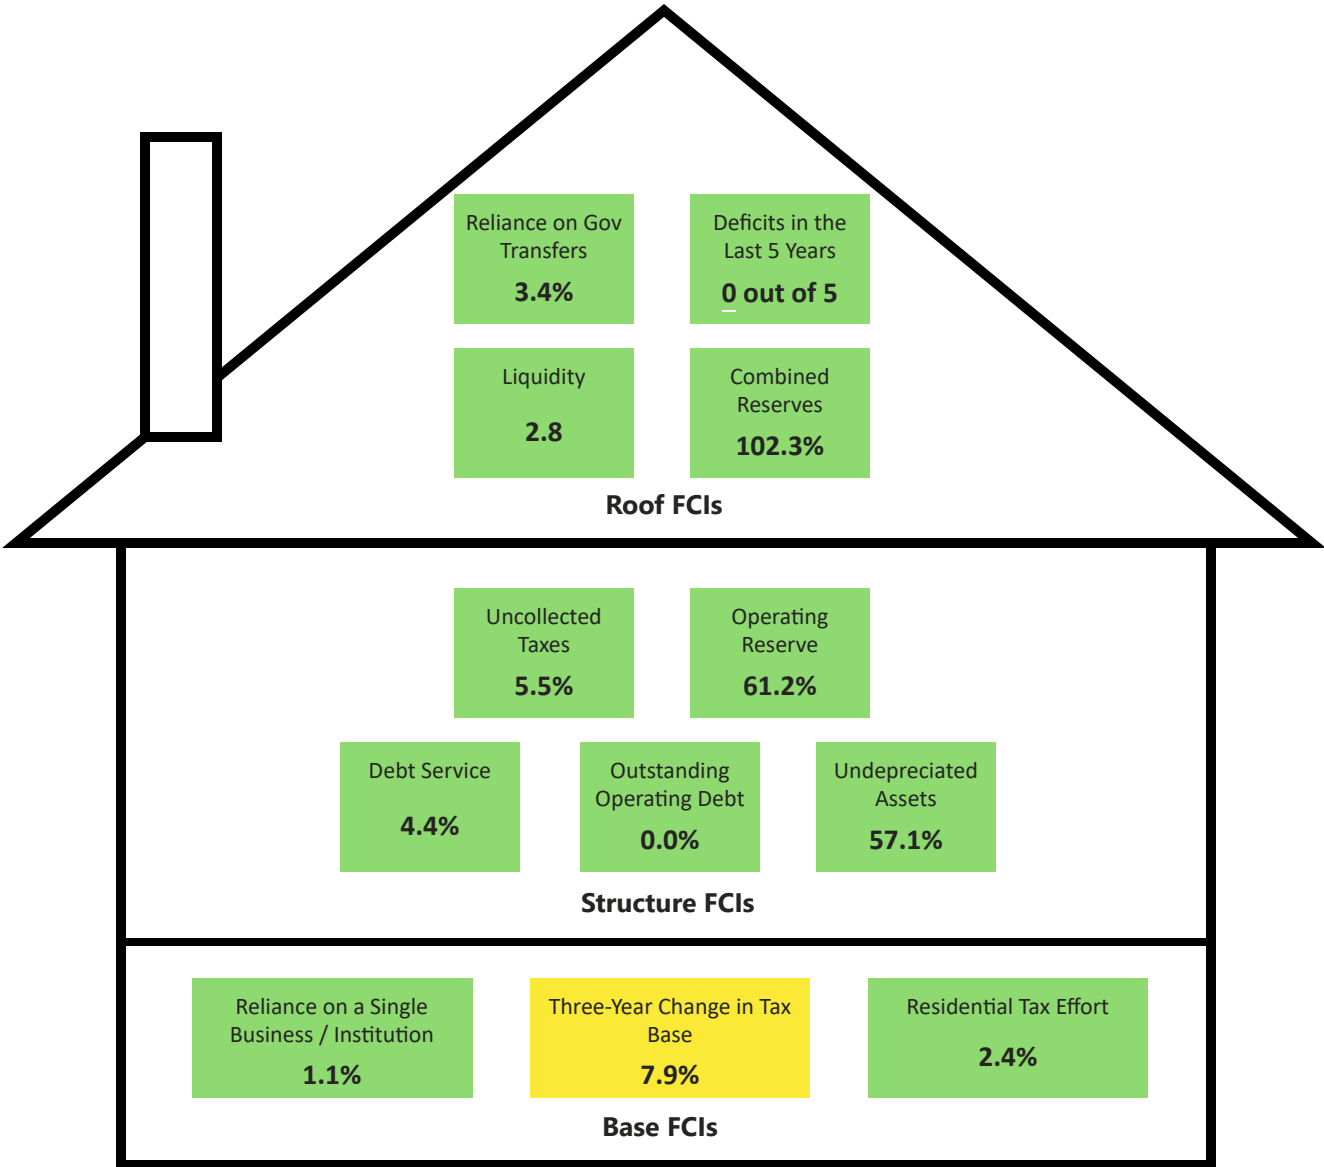 Reliance on Gov
Transfers
3.4%
Deficits in the
Last 5 Years
0 out of 5
Liquidity
2.8
Combined
Reserves
102.3%
Roof FCIs
Uncollected
Taxes
5.5%
Operating
Reserve
61.2%
Debt Service
4.4%
Outstanding
Operating Debt
0.0%
Undepreciated
Assets
57.1%
Structure FCIs
Reliance on a Single
Business / Institution
1.1%
Three-Year Change in Tax
Base
7.9%
Residential Tax Effort
2.4%
Base FCIs